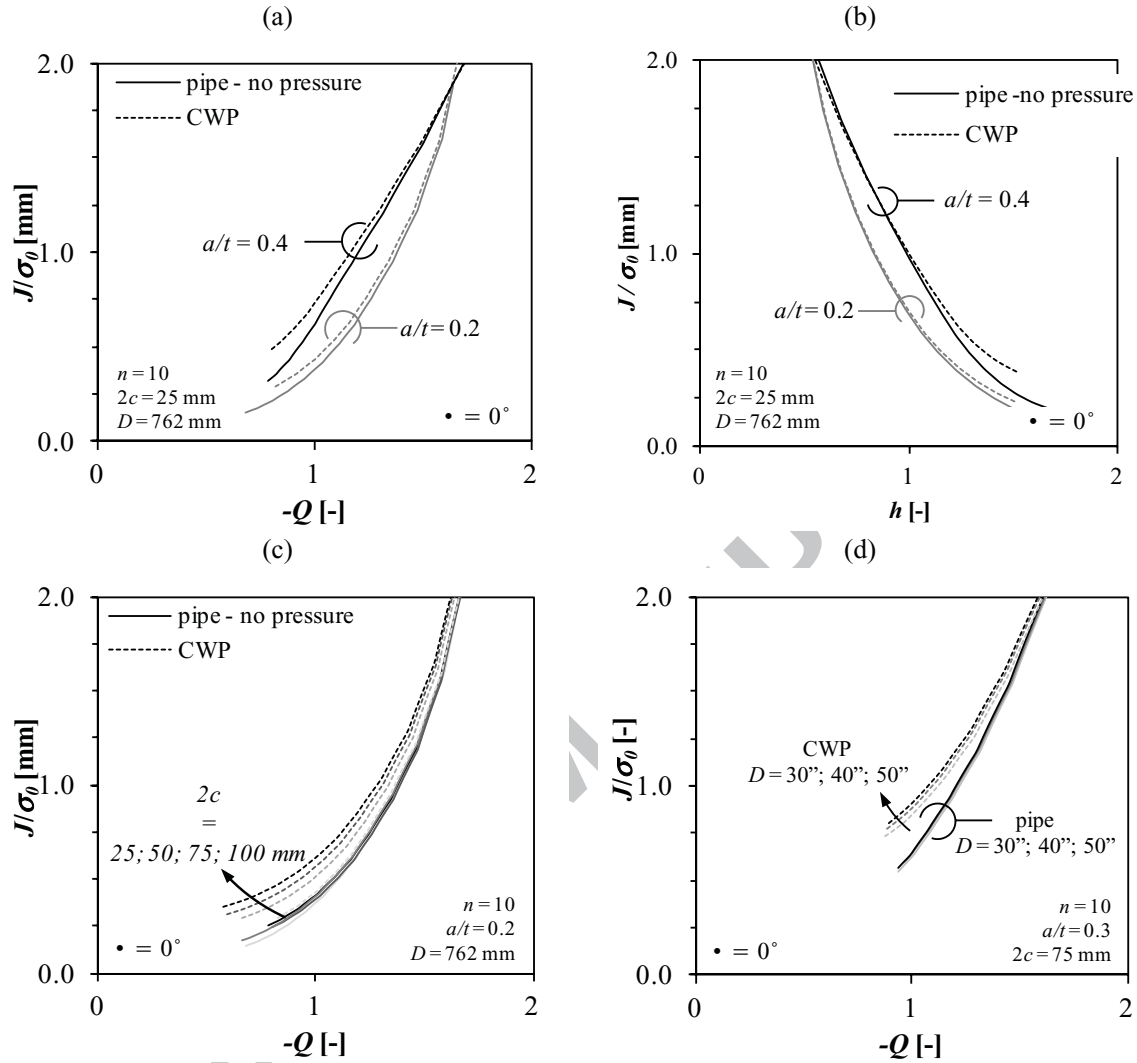 (a)
2.0
pipe - no pressure
CWP
J/σ0 [mm]
1.0
a/t = 0.4
a/t = 0.2
n = 10
2c = 25 mm
D = 762 mm
• = 0°
0.0
0
1
2
-Q [-]
(b)
2.0
pipe -no pressure
CWP
J / σ0 [mm]
1.0
a/t = 0.4
a/t = 0.2
n = 10
2c = 25 mm
D = 762 mm
• = 0°
0.0
0
1
2
h [-]
(c)
2.0
pipe - no pressure
CWP
J/σ0 [mm]
1.0
2c
=
25; 50; 75; 100 mm
n = 10
a/t = 0.2
D = 762 mm
• = 0°
0.0
0
1
2
-Q [-]
(d)
2.0
J/σ0 [-]
CWP
D = 30”; 40”; 50”
1.0
pipe
D = 30”; 40”; 50”
n = 10
a/t = 0.3
2c = 75 mm
• = 0°
0.0
0
1
2
-Q [-]